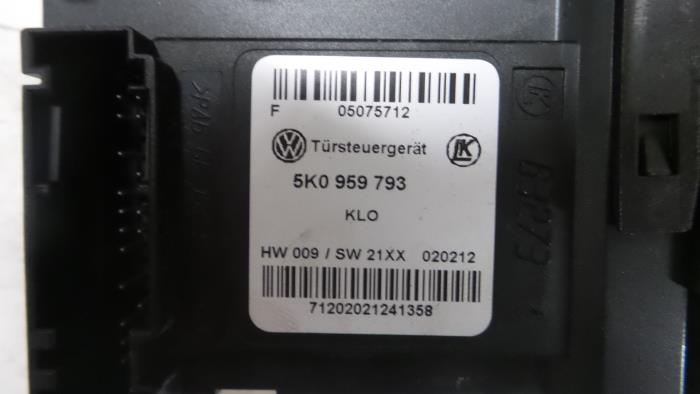 F 05075712
Türsteuergerät
5K0 959 793
KLO
HW 009 / SW 21XX 020212
71202021241358